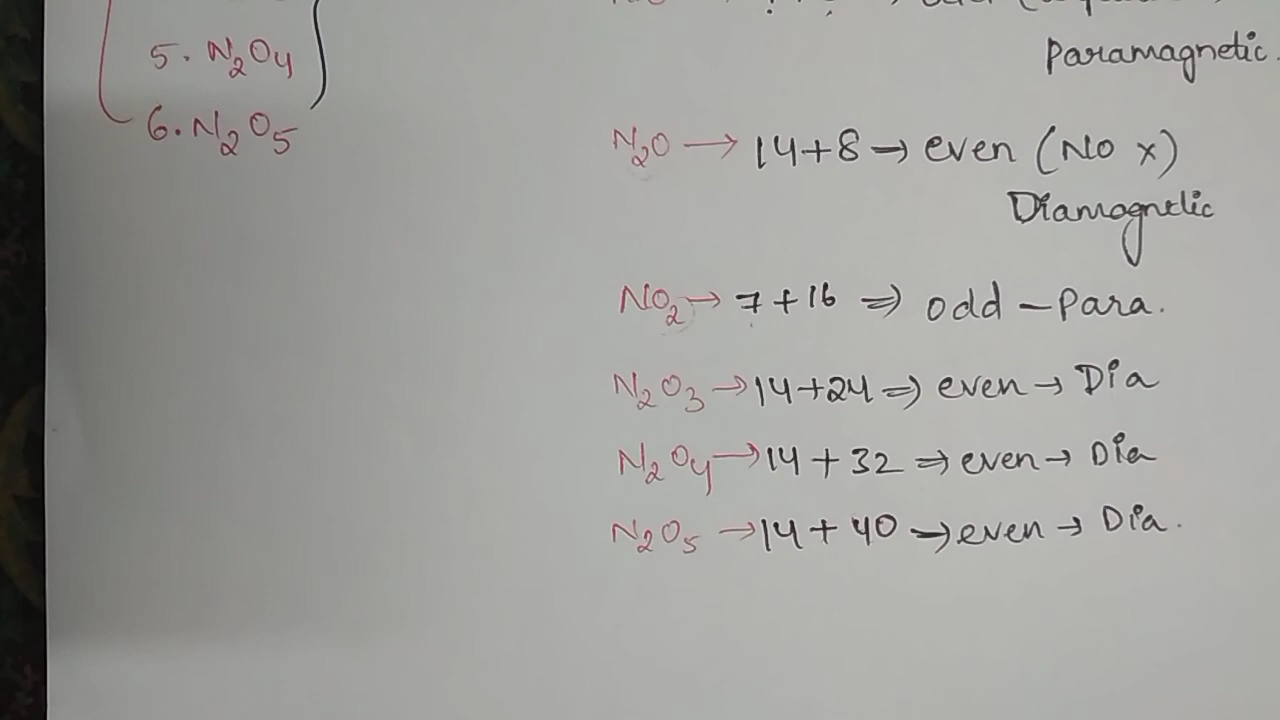 5. N₂O₄
6. N₂O₅
Paramagnetic.
N₂O → 14+8 → even (No x)
Diamagnetic
NO₂ → 7+16 ⇒ odd – Para.
N₂O₃ → 14+24 ⇒ even → Dia
N₂O₄ → 14+32 ⇒ even → Dia
N₂O₅ → 14+40 → even → Dia.